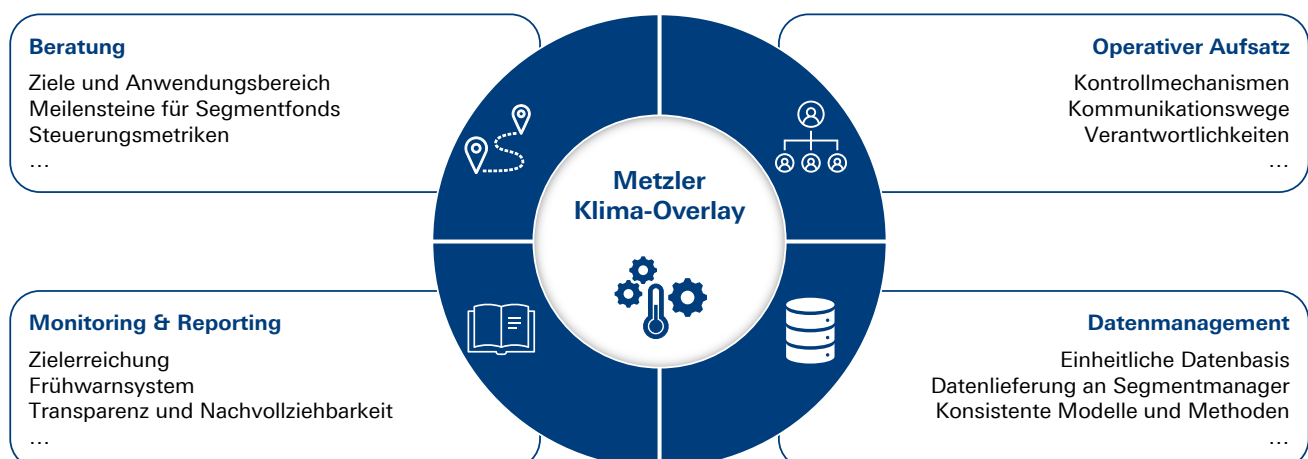 Beratung
Ziele und Anwendungsbereich
Meilensteine für Segmentfonds
Steuerungsmetriken
…
Operativer Aufsatz
Kontrollmechanismen
Kommunikationswege
Verantwortlichkeiten
…
Metzler
Klima-Overlay
Monitoring & Reporting
Zielerreichung
Frühwarnsystem
Transparenz und Nachvollziehbarkeit
…
Datenmanagement
Einheitliche Datenbasis
Datenlieferung an Segmentmanager
Konsistente Modelle und Methoden
…